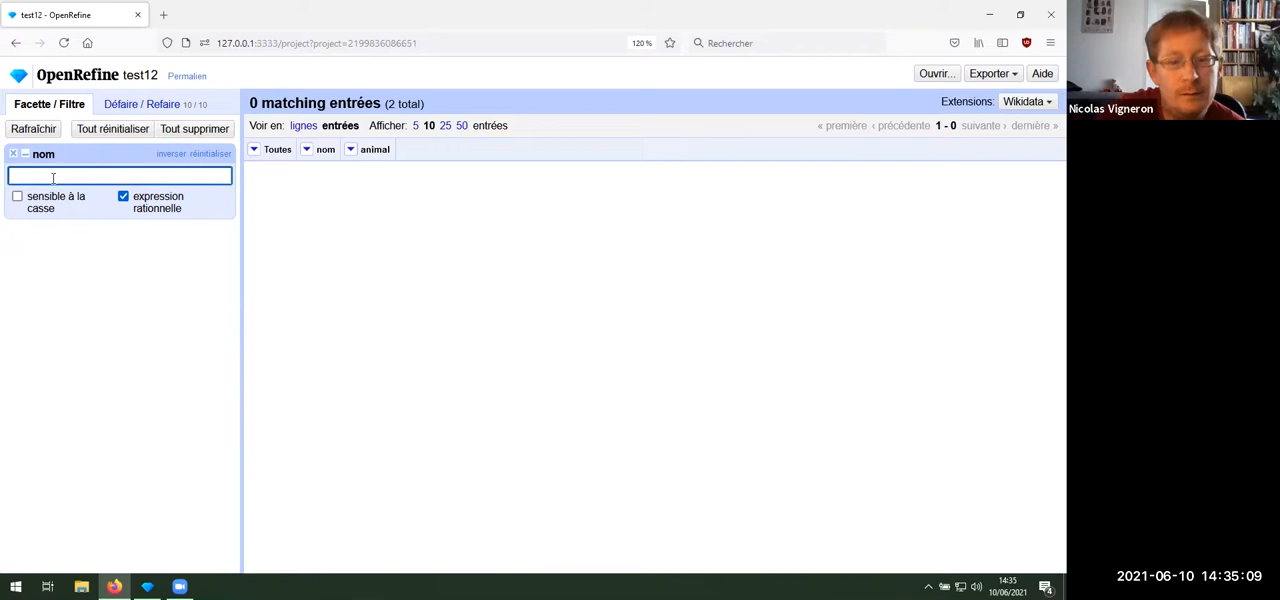 test12 - OpenRefine
127.0.0.1:3333/project?project=2199836086651
120 %
Rechercher
OpenRefine test12 Permalien
Ouvrir...
Exporter
Aide
Facette / Filtre
Défaire / Refaire 10 / 10
0 matching entrées (2 total)
Extensions: Wikidata
Rafraîchir
Tout réinitialiser
Tout supprimer
Voir en: lignes entrées Afficher: 5 10 25 50 entrées
« première ‹ précédente 1 - 0 suivante › dernière »
nom
inverser réinitialiser
Toutes
nom
animal
sensible à la casse
expression rationnelle
Nicolas Vigneron
14:35
10/06/2021
4
2021-06-10 14:35:09